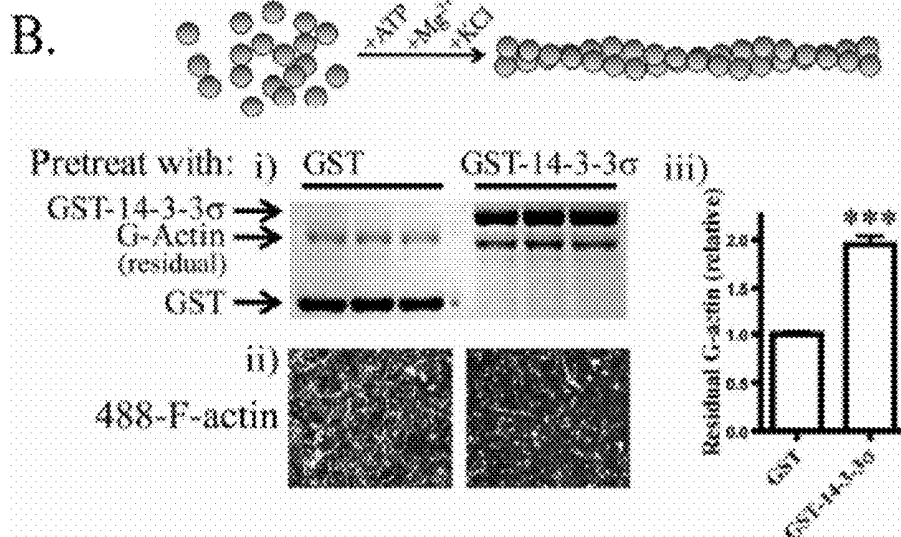 B.
+ATP
+Mg²⁺
+KCl
Pretreat with: i) GST GST-14-3-3σ iii)
GST-14-3-3σ
G-Actin
(residual)
GST
ii)
488-F-actin
Residual G-actin (relative)
***
2.0
1.5
1.0
0.5
0.0
GST
GST-14-3-3σ